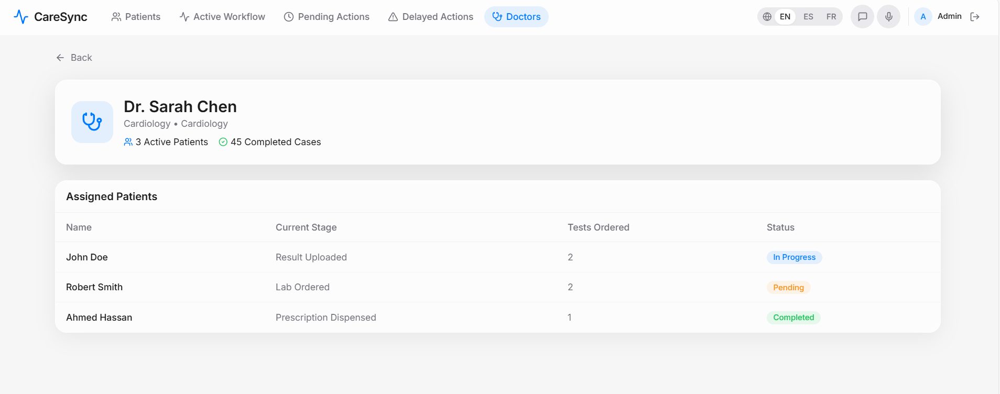 CareSync Patients Active Workflow Pending Actions Delayed Actions Doctors EN ES FR A Admin
Back
Dr. Sarah Chen
Cardiology • Cardiology
3 Active Patients 45 Completed Cases
Assigned Patients
Name Current Stage Tests Ordered Status
John Doe Result Uploaded 2 In Progress
Robert Smith Lab Ordered 2 Pending
Ahmed Hassan Prescription Dispensed 1 Completed